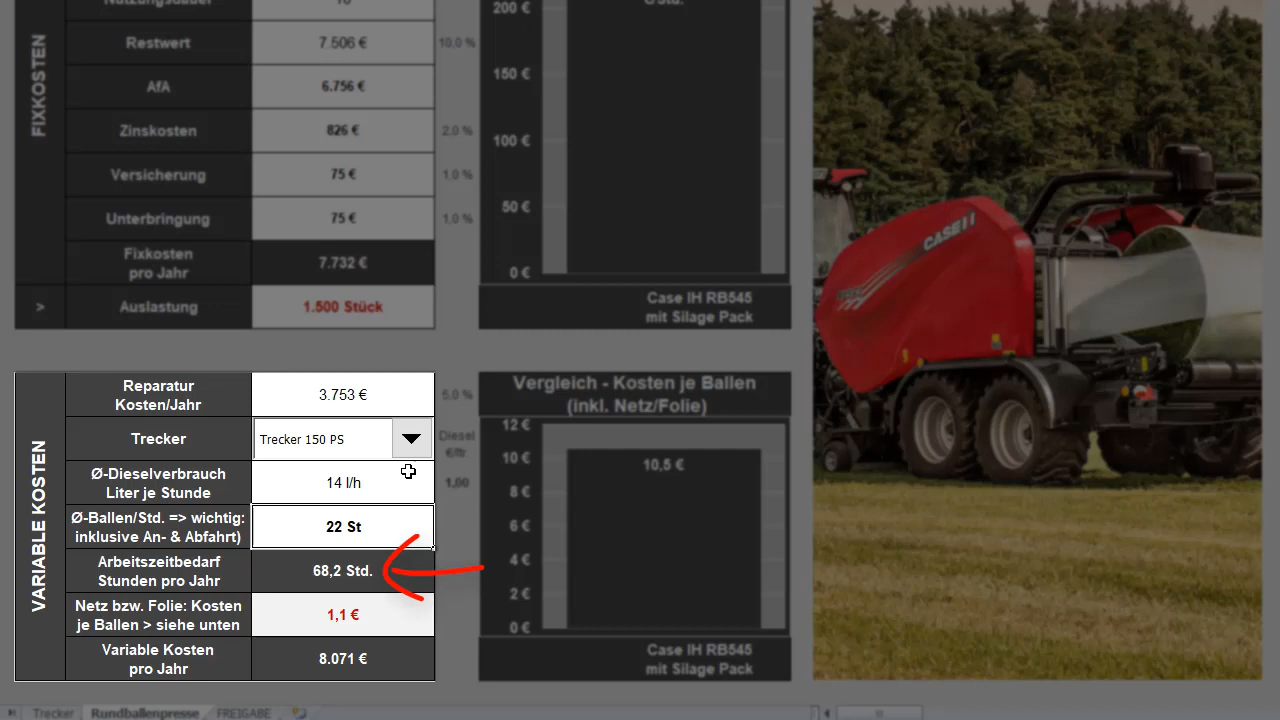 Nutzungsdauer 10
FIXKOSTEN
Restwert 7.506 € 10,0 %
AfA 6.756 €
Zinskosten 826 € 2,0 %
Versicherung 75 € 1,0 %
Unterbringung 75 € 1,0 %
Fixkosten
pro Jahr
7.732 €
> Auslastung 1.500 Stück
200 €
150 €
100 €
50 €
0 €
€/Std.
Case IH RB545
mit Silage Pack
CASE IH
VARIABLE KOSTEN
Reparatur
Kosten/Jahr
3.753 € 5,0 %
Trecker Trecker 150 PS
Diesel
€/ltr
Ø-Dieselverbrauch
Liter je Stunde
14 l/h 1,00
Ø-Ballen/Std. => wichtig:
inklusive An- & Abfahrt)
22 St
Arbeitszeitbedarf
Stunden pro Jahr
68,2 Std.
Netz bzw. Folie: Kosten
je Ballen > siehe unten
1,1 €
Variable Kosten
pro Jahr
8.071 €
Vergleich - Kosten je Ballen
(inkl. Netz/Folie)
12 €
10 €
8 €
6 €
4 €
2 €
0 €
10,5 €
Case IH RB545
mit Silage Pack
Trecker Rundballenpresse FREIGABE